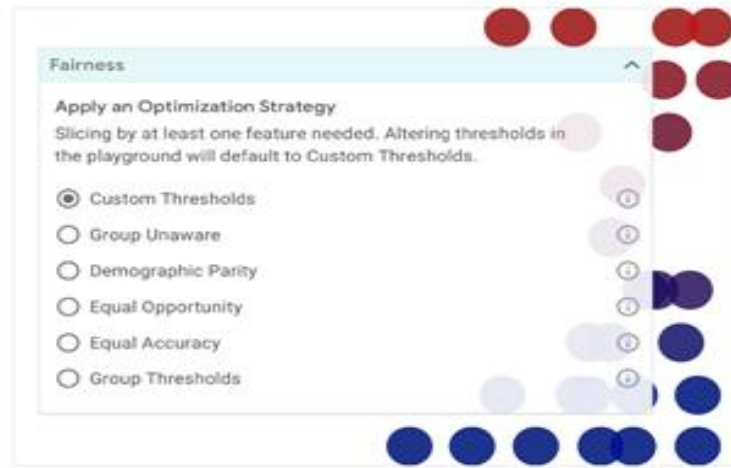 Fairness
Apply an Optimization Strategy
Slicing by at least one feature needed. Altering thresholds in
the playground will default to Custom Thresholds.
Custom Thresholds
Group Unaware
Demographic Parity
Equal Opportunity
Equal Accuracy
Group Thresholds